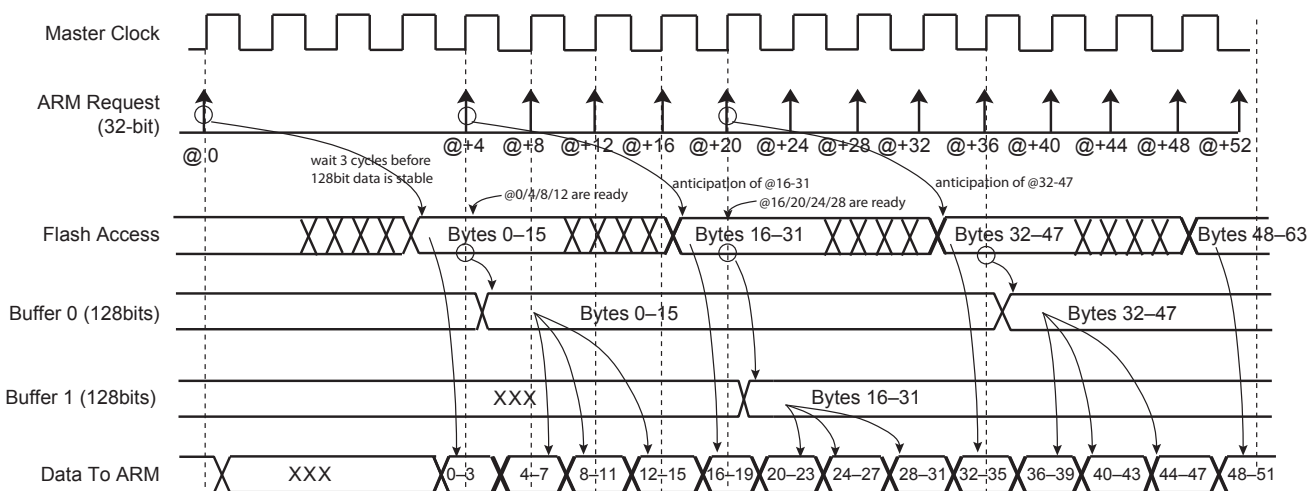 Master Clock
ARM Request
(32-bit)
@ 0
@+4
@+8
@+12
@+16
@+20
@+24
@+28
@+32
@+36
@+40
@+44
@+48
@+52
wait 3 cycles before
128bit data is stable
@0/4/8/12 are ready
anticipation of @16-31
@16/20/24/28 are ready
anticipation of @32-47
Flash Access
Bytes 0–15
Bytes 16–31
Bytes 32–47
Bytes 48–63
Buffer 0 (128bits)
Bytes 0–15
Bytes 32–47
Buffer 1 (128bits)
XXX
Bytes 16–31
Data To ARM
XXX
0–3
4–7
8–11
12–15
16–19
20–23
24–27
28–31
32–35
36–39
40–43
44–47
48–51